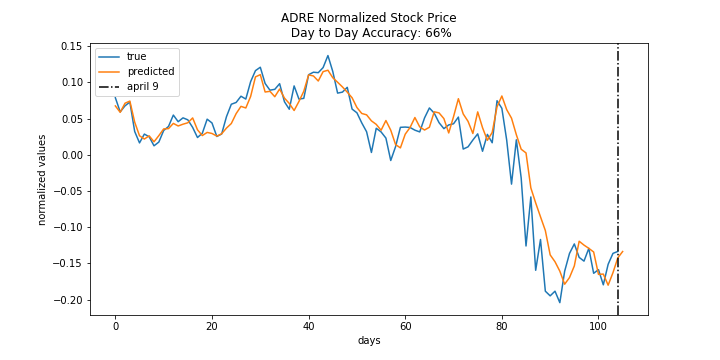 ADRE Normalized Stock Price
Day to Day Accuracy: 66%
true
predicted
april 9
normalized values
0.15
0.10
0.05
0.00
−0.05
−0.10
−0.15
−0.20
0
20
40
60
80
100
days